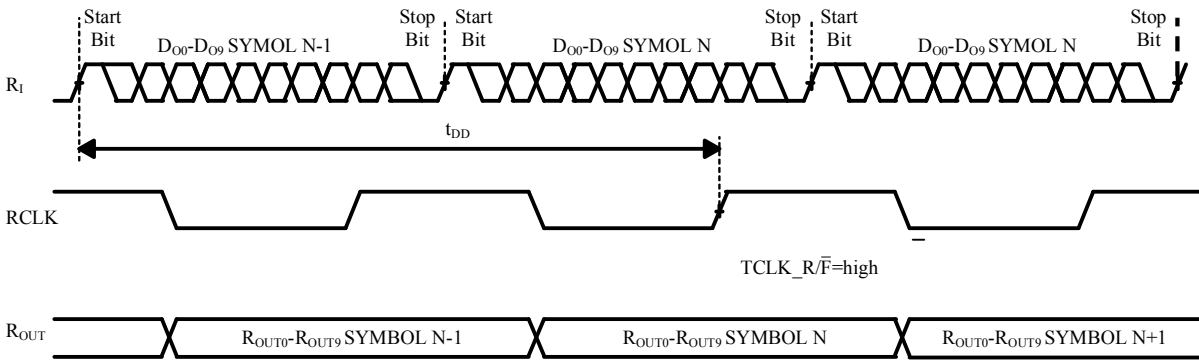 Start Bit
D_O0-D_O9 SYMOL N-1
Stop Bit
Start Bit
D_O0-D_O9 SYMOL N
Stop Bit
Start Bit
D_O0-D_O9 SYMOL N
Stop Bit
R_I
t_DD
RCLK
TCLK_R/F̅=high
R_OUT
R_OUT0-R_OUT9 SYMBOL N-1
R_OUT0-R_OUT9 SYMBOL N
R_OUT0-R_OUT9 SYMBOL N+1